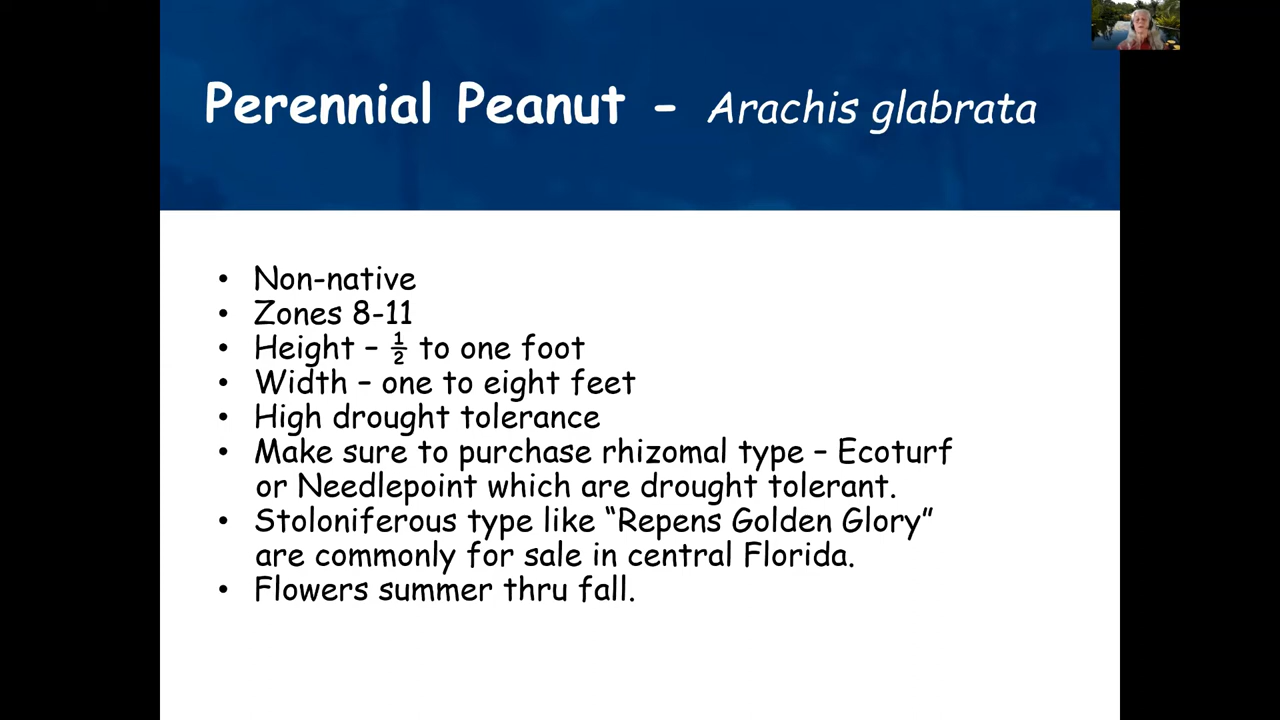 Perennial Peanut - Arachis glabrata
• Non-native
• Zones 8-11
• Height – ½ to one foot
• Width – one to eight feet
• High drought tolerance
• Make sure to purchase rhizomal type – Ecoturf
or Needlepoint which are drought tolerant.
• Stoloniferous type like “Repens Golden Glory”
are commonly for sale in central Florida.
• Flowers summer thru fall.